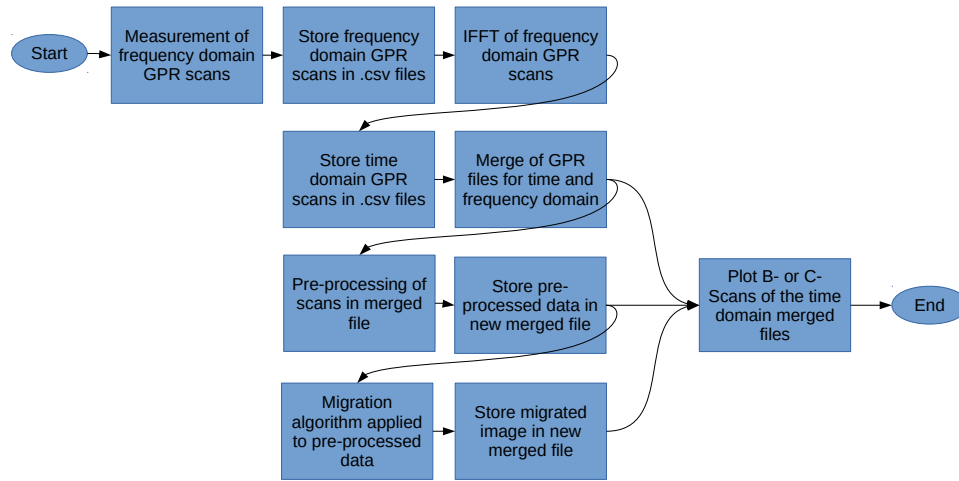 Start
Measurement of
frequency domain
GPR scans
Store frequency
domain GPR
scans in .csv files
IFFT of frequency
domain GPR
scans
Store time
domain GPR
scans in .csv files
Merge of GPR
files for time and
frequency domain
Pre-processing of
scans in merged
file
Store pre-
processed data in
new merged file
Plot B- or C-
Scans of the time
domain merged
files
End
Migration
algorithm applied
to pre-processed
data
Store migrated
image in new
merged file